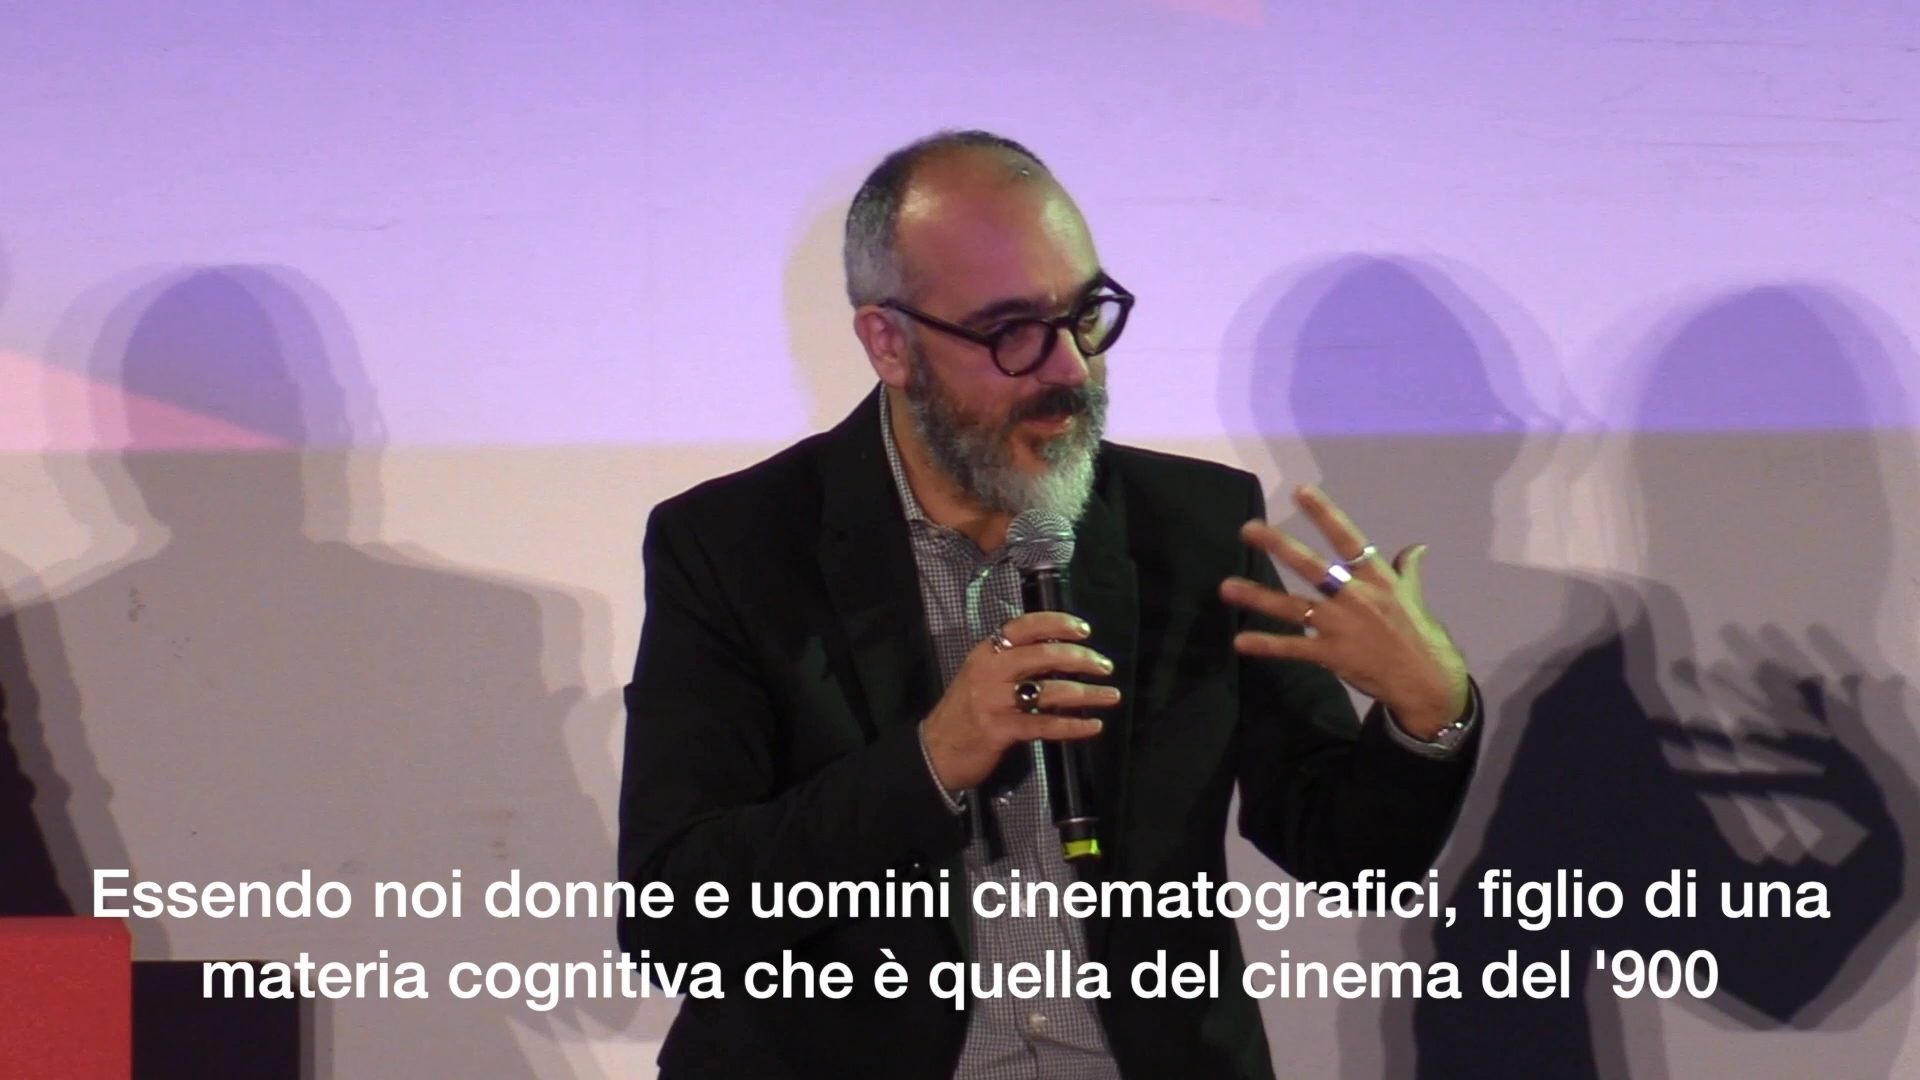 Essendo noi donne e uomini cinematografici, figlio di una
materia cognitiva che è quella del cinema del '900